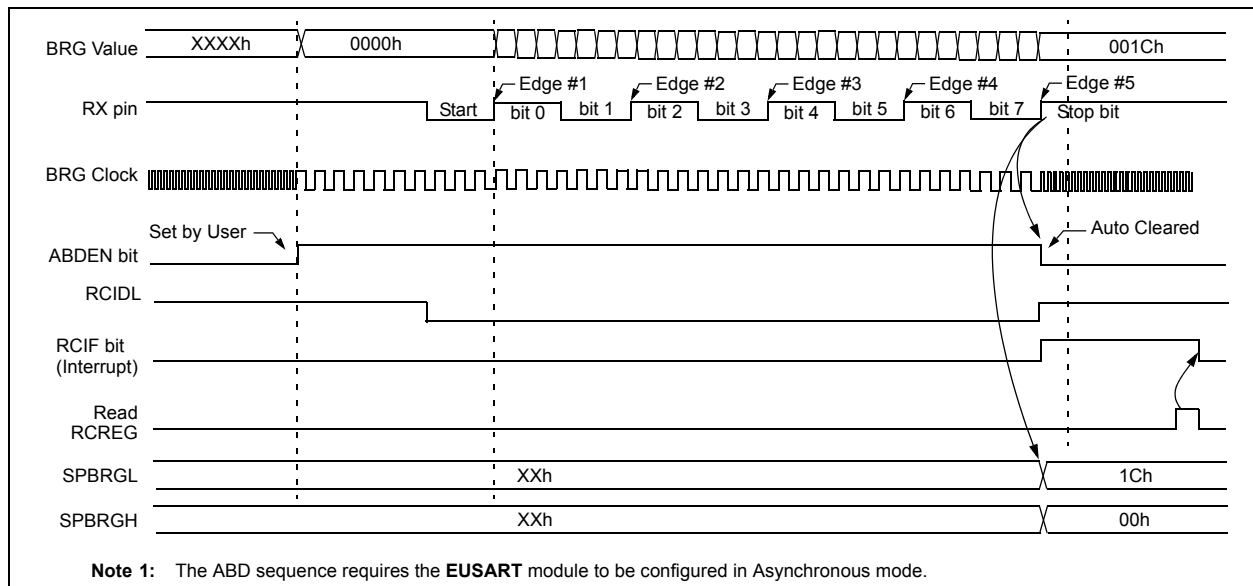 BRG Value XXXXh 0000h 001Ch
Edge #1 Edge #2 Edge #3 Edge #4 Edge #5
RX pin Start bit 0 bit 1 bit 2 bit 3 bit 4 bit 5 bit 6 bit 7 Stop bit
BRG Clock
Set by User Auto Cleared
ABDEN bit
RCIDL
RCIF bit
(Interrupt)
Read
RCREG
SPBRGL XXh 1Ch
SPBRGH XXh 00h
Note 1: The ABD sequence requires the EUSART module to be configured in Asynchronous mode.